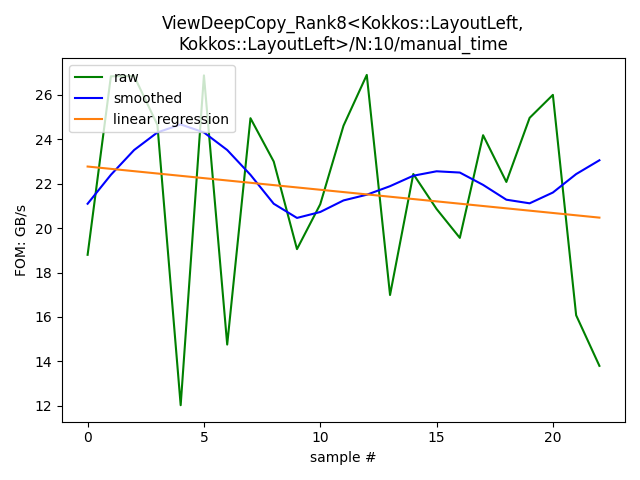 ViewDeepCopy_Rank8<Kokkos::LayoutLeft,
Kokkos::LayoutLeft>/N:10/manual_time
raw
smoothed
linear regression
FOM: GB/s
26
24
22
20
18
16
14
12
0
5
10
15
20
sample #